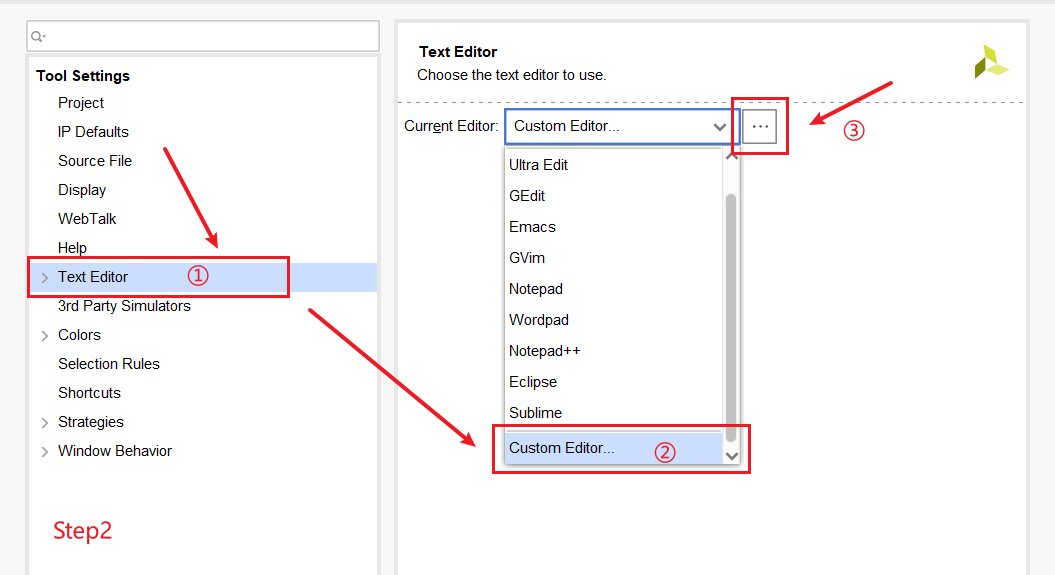 Tool Settings
Project
IP Defaults
Source File
Display
WebTalk
Help
Text Editor ①
3rd Party Simulators
Colors
Selection Rules
Shortcuts
Strategies
Window Behavior
Step2
Text Editor
Choose the text editor to use.
Current Editor: Custom Editor... ...
③
Ultra Edit
GEdit
Emacs
GVim
Notepad
Wordpad
Notepad++
Eclipse
Sublime
Custom Editor... ②